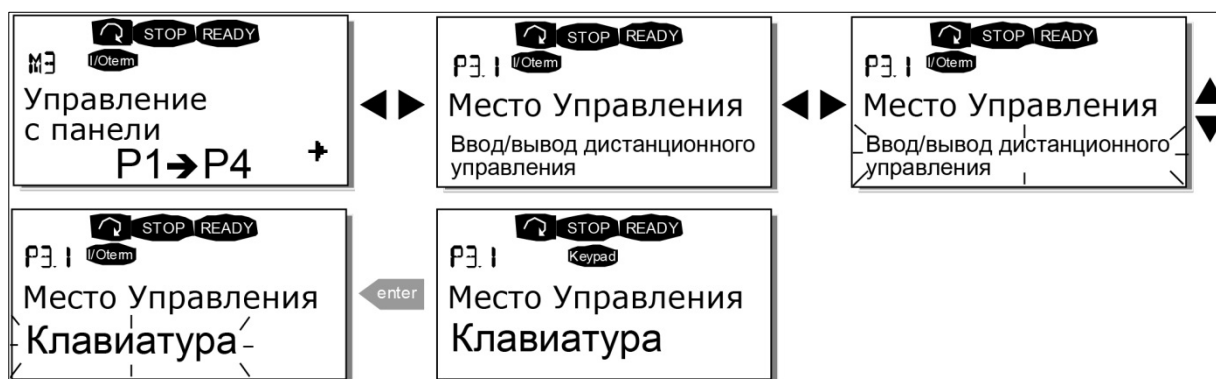 STOP READY
M3 I/Oterm
Управление
с панели
P1➔P4
STOP READY
P3.1 I/Oterm
Место Управления
Ввод/вывод дистанционного
управления
STOP READY
P3.1 I/Oterm
Место Управления
Ввод/вывод дистанционного
управления
STOP READY
P3.1 I/Oterm
Место Управления
Клавиатура
enter
STOP READY
P3.1 Keypad
Место Управления
Клавиатура